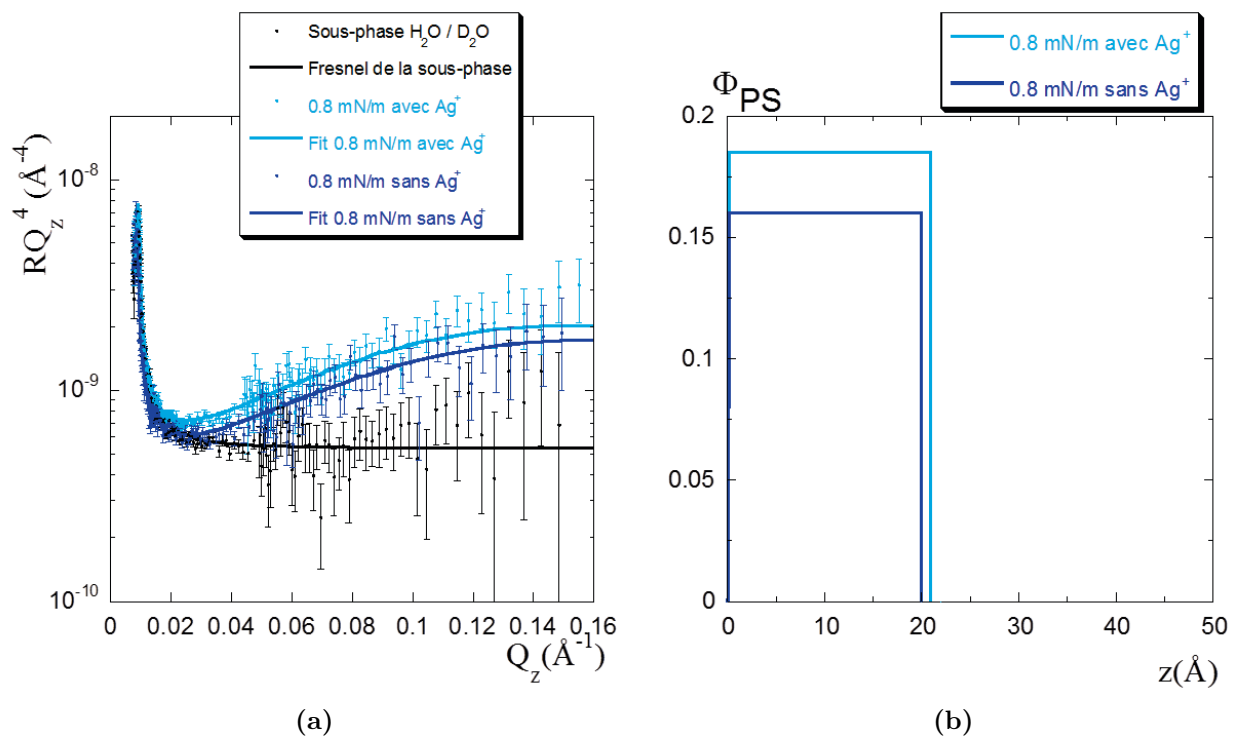 Sous-phase H2O / D2O
Fresnel de la sous-phase
0.8 mN/m avec Ag+
Fit 0.8 mN/m avec Ag+
0.8 mN/m sans Ag+
Fit 0.8 mN/m sans Ag+
RQz4 (Å-4)
10-8
10-9
10-10
0 0.02 0.04 0.06 0.08 0.1 0.12 0.14 0.16
Qz(Å-1)
(a)
0.8 mN/m avec Ag+
0.8 mN/m sans Ag+
ΦPS
0.2
0.15
0.1
0.05
0
0 10 20 30 40 50
z(Å)
(b)